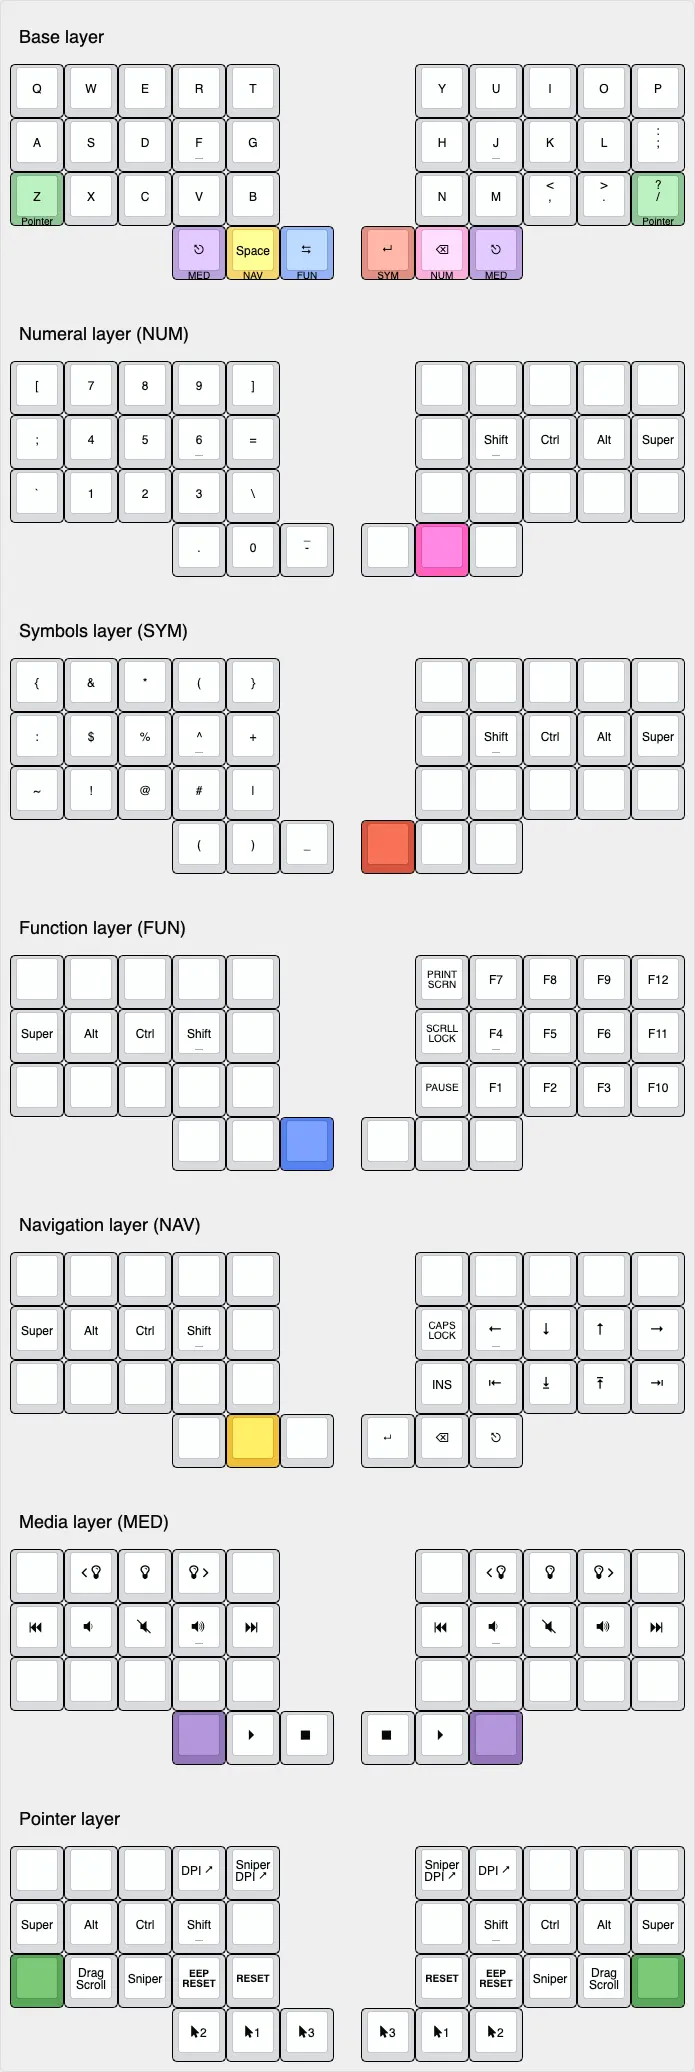 Base layer
Q W E R T Y U I O P
A S D F G H J K L : ;
Z X C V B N M < , > . ? /
Pointer Pointer
↵ ⌫
Space
MED NAV FUN SYM NUM MED
Numeral layer (NUM)
[ 7 8 9 ]
; 4 5 6 = Shift Ctrl Alt Super
` 1 2 3 \
. 0 _ -
Symbols layer (SYM)
{ & * ( }
: $ % ^ + Shift Ctrl Alt Super
~ ! @ # |
( ) _
Function layer (FUN)
PRINT SCRN F7 F8 F9 F12
Super Alt Ctrl Shift SCRLL LOCK F4 F5 F6 F11
PAUSE F1 F2 F3 F10
Navigation layer (NAV)
Super Alt Ctrl Shift CAPS LOCK ← ↓ ↑ →
INS ⇤ ⤓ ⤒ ⇥
↵ ⌫
Media layer (MED)
< > < >
Pointer layer
DPI ↗ Sniper DPI ↗ Sniper DPI ↗ DPI ↗
Super Alt Ctrl Shift Shift Ctrl Alt Super
Drag Scroll Sniper EEP RESET RESET RESET EEP RESET Sniper Drag Scroll
2 1 3 3 1 2